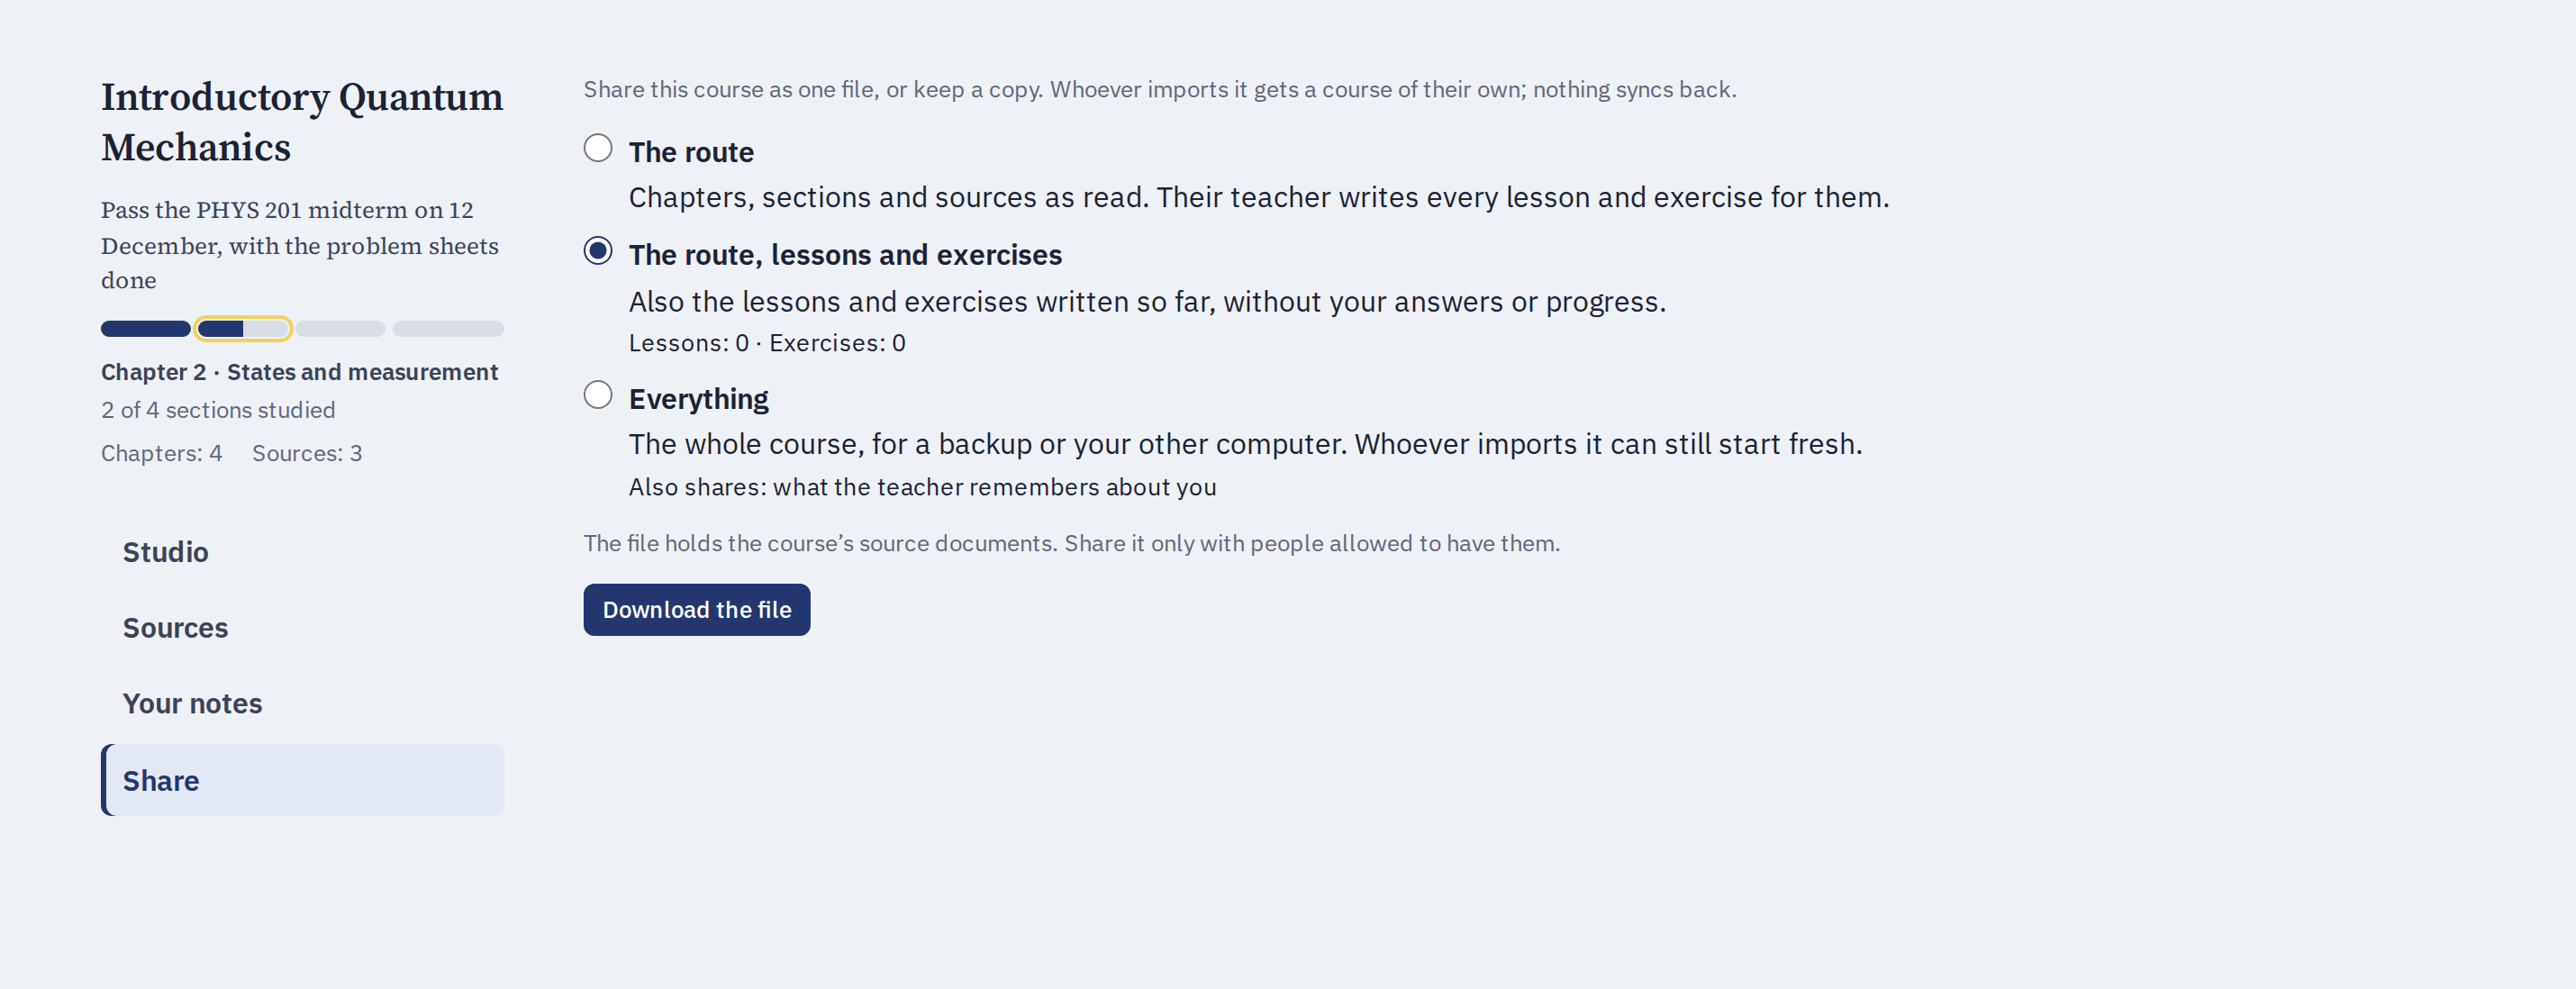 Introductory Quantum
Mechanics
Pass the PHYS 201 midterm on 12
December, with the problem sheets
done
Chapter 2 · States and measurement
2 of 4 sections studied
Chapters: 4 Sources: 3
Studio
Sources
Your notes
Share
Share this course as one file, or keep a copy. Whoever imports it gets a course of their own; nothing syncs back.
The route
Chapters, sections and sources as read. Their teacher writes every lesson and exercise for them.
The route, lessons and exercises
Also the lessons and exercises written so far, without your answers or progress.
Lessons: 0 · Exercises: 0
Everything
The whole course, for a backup or your other computer. Whoever imports it can still start fresh.
Also shares: what the teacher remembers about you
The file holds the course’s source documents. Share it only with people allowed to have them.
Download the file